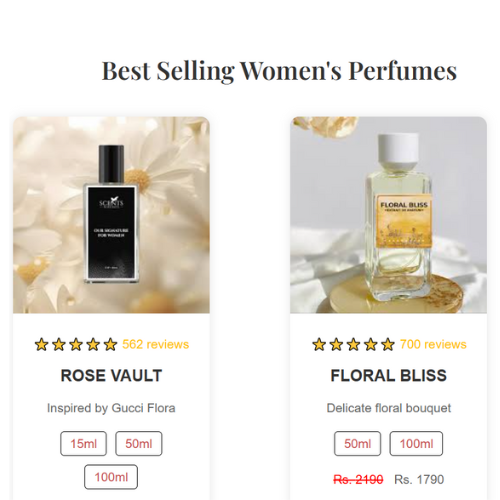 Best Selling Women's Perfumes
SCENTS
OUR SIGNATURE
FOR WOMEN
562 reviews
ROSE VAULT
Inspired by Gucci Flora
15ml
50ml
100ml
FLORAL BLISS
700 reviews
FLORAL BLISS
Delicate floral bouquet
50ml
100ml
Rs. 2190 Rs. 1790